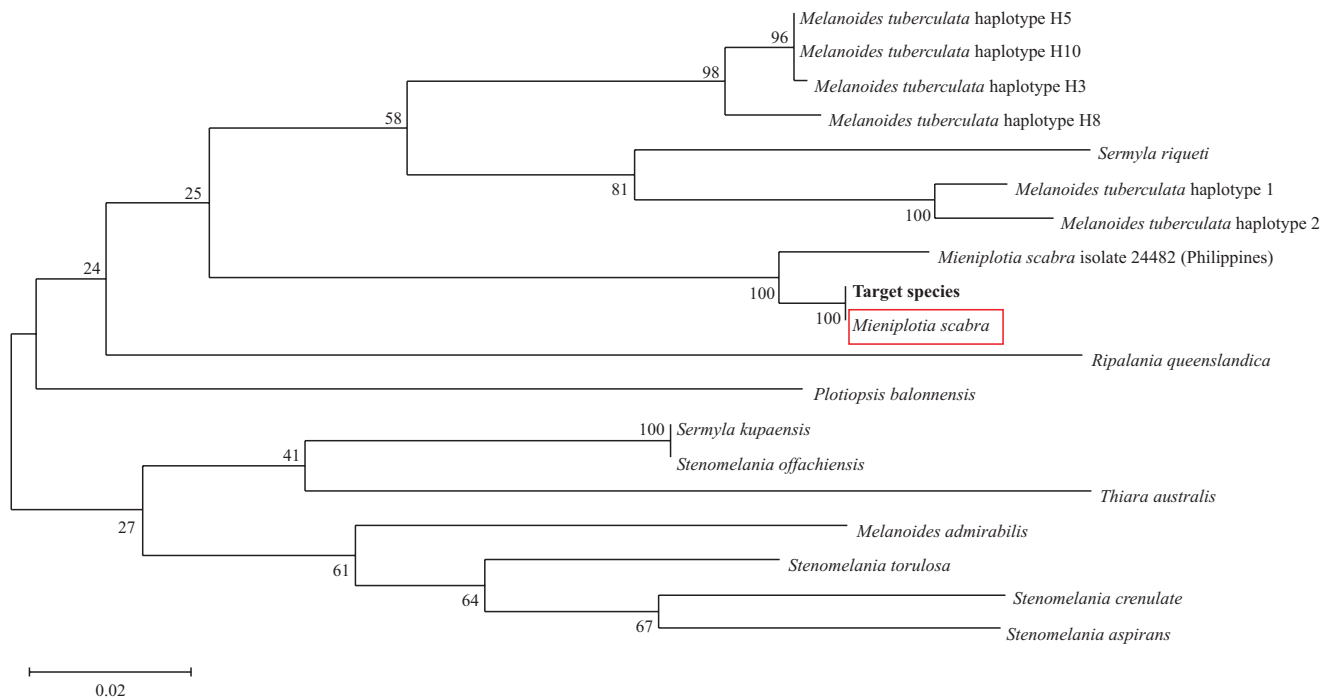 Melanoides tuberculata haplotype H5
96
Melanoides tuberculata haplotype H10
98
Melanoides tuberculata haplotype H3
58
Melanoides tuberculata haplotype H8
Sermyla riqueti
81
25
Melanoides tuberculata haplotype 1
100
Melanoides tuberculata haplotype 2
Mieniplotia scabra isolate 24482 (Philippines)
24
100
Target species
100
Mieniplotia scabra
Ripalania queenslandica
Plotiopsis balonnensis
100
Sermyla kupaensis
41
Stenomelania offachiensis
Thiara australis
27
Melanoides admirabilis
61
Stenomelania torulosa
64
Stenomelania crenulate
67
Stenomelania aspirans
0.02